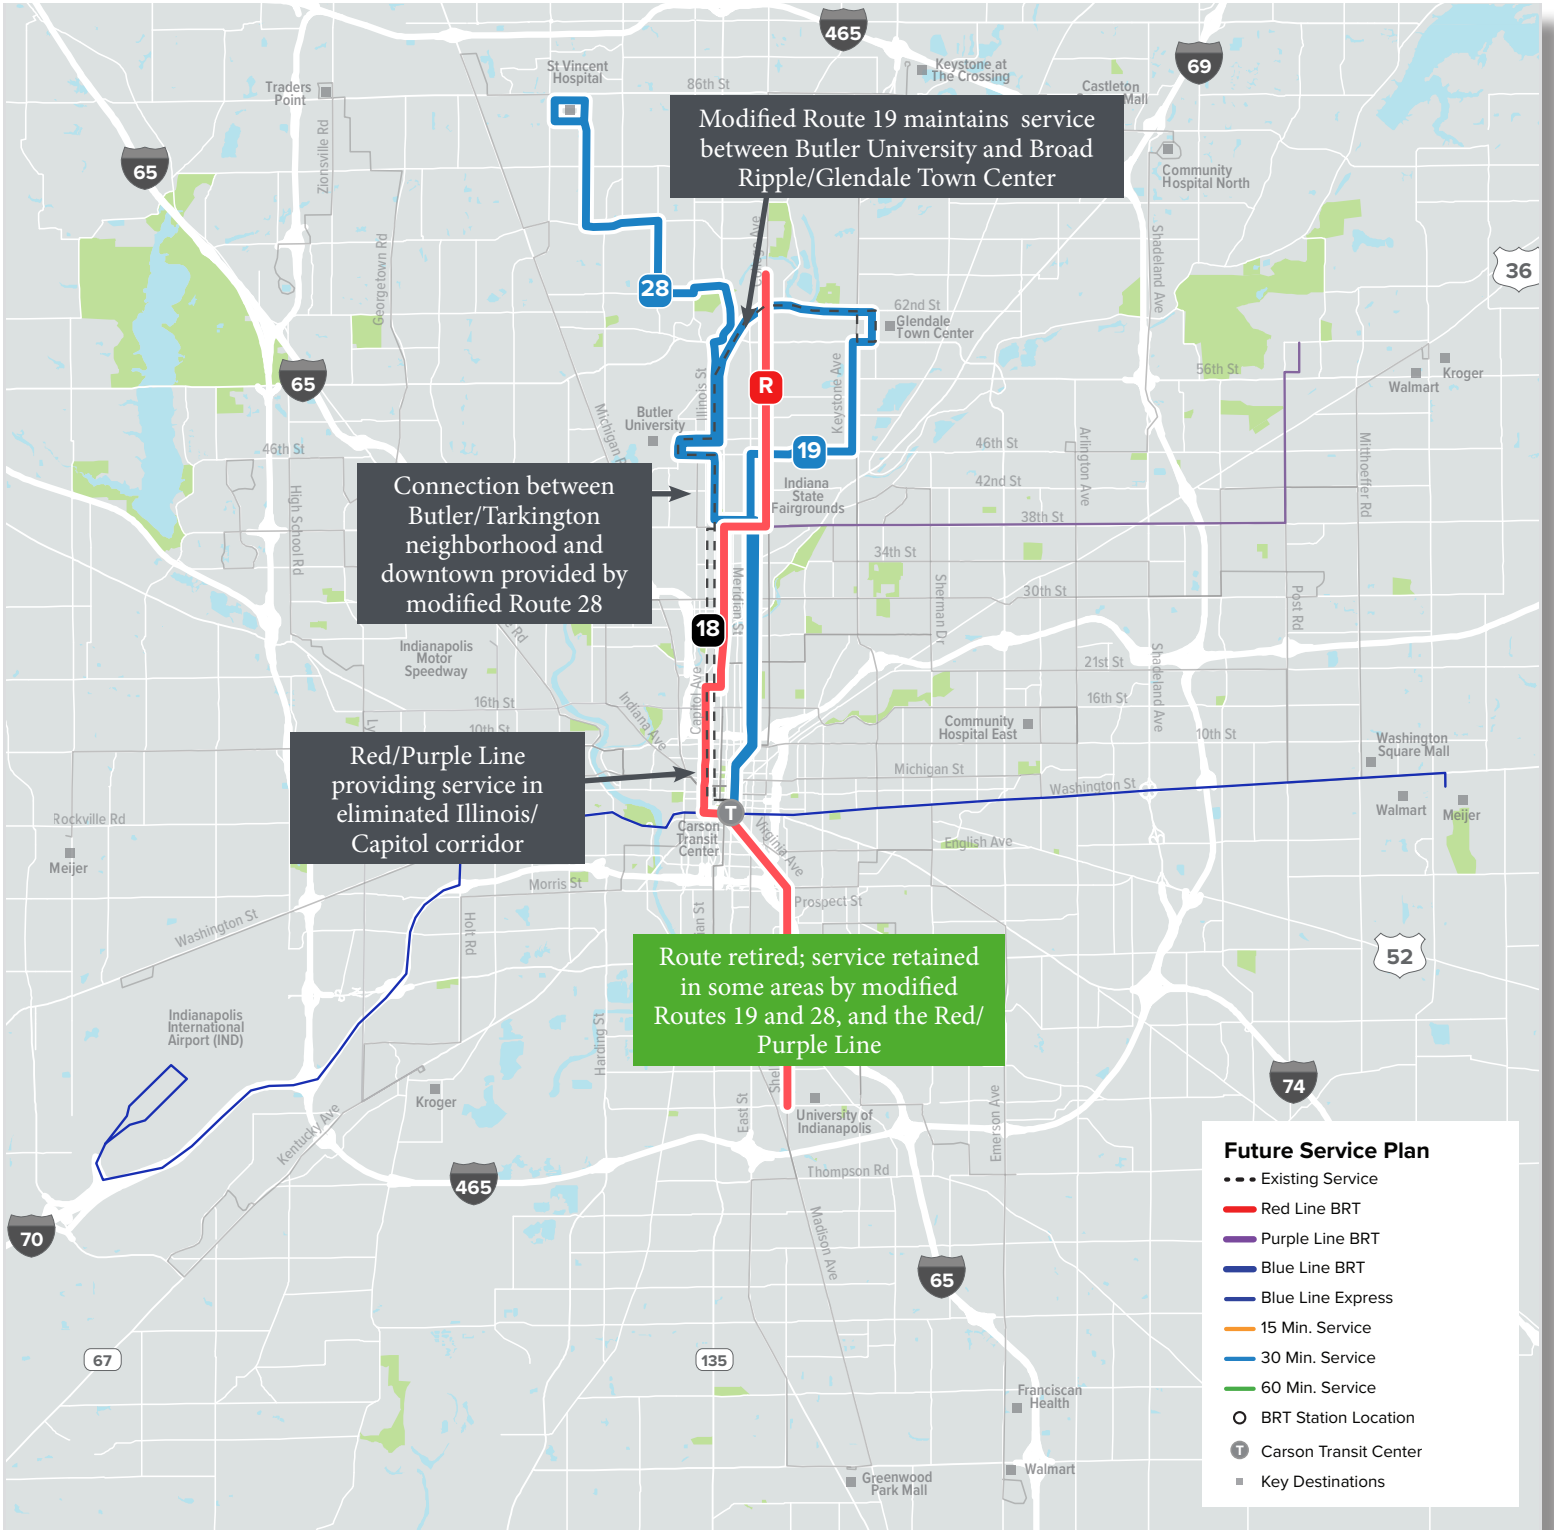 465
69
St Vincent
Hospital
86th St
Keystone at
The Crossing
Traders
Point
Castleton
Mall
Modified Route 19 maintains service
between Butler University and Broad
Ripple/Glendale Town Center
65
Zionsville Rd
Community
Hospital North
Georgetown Rd
Shadeland Ave
36
28
62nd St
Glendale
Town Center
65
R
Illinois St
Keystone Ave
56th St
Walmart
Kroger
Michigan R
Butler
University
46th St
19
46th St
Arlington Ave
Mitthoeffer Rd
Connection between
Butler/Tarkington
neighborhood and
downtown provided by
modified Route 28
High School Rd
Indiana
State
Fairgrounds
42nd St
38th St
34th St
30th St
Meridian St
Sherman Dr
Post Rd
18
e Rd
Indianapolis
Motor
Speedway
21st St
Shadeland Ave
16th St
16th St
Capitol Ave
Indiana Ave
10th St
Community
Hospital East
10th St
Washington
Square Mall
Red/Purple Line
providing service in
eliminated Illinois/
Capitol corridor
Michigan St
Washington St
Rockville Rd
T
Walmart
Meijer
Meijer
Carson
Transit
Center
Virginia Ave
English Ave
Morris St
Prospect St
Washington St
Holt Rd
ian St
52
Route retired; service retained
in some areas by modified
Routes 19 and 28, and the Red/
Purple Line
Indianapolis
International
Airport (IND)
Harding St
Shel
Kroger
East St
University of
Indianapolis
Emerson Ave
74
Kentucky Ave
Thompson Rd
465
70
Madison Ave
65
67
135
Franciscan
Health
Greenwood
Park Mall
Walmart
Future Service Plan
Existing Service
Red Line BRT
Purple Line BRT
Blue Line BRT
Blue Line Express
15 Min. Service
30 Min. Service
60 Min. Service
BRT Station Location
T Carson Transit Center
Key Destinations